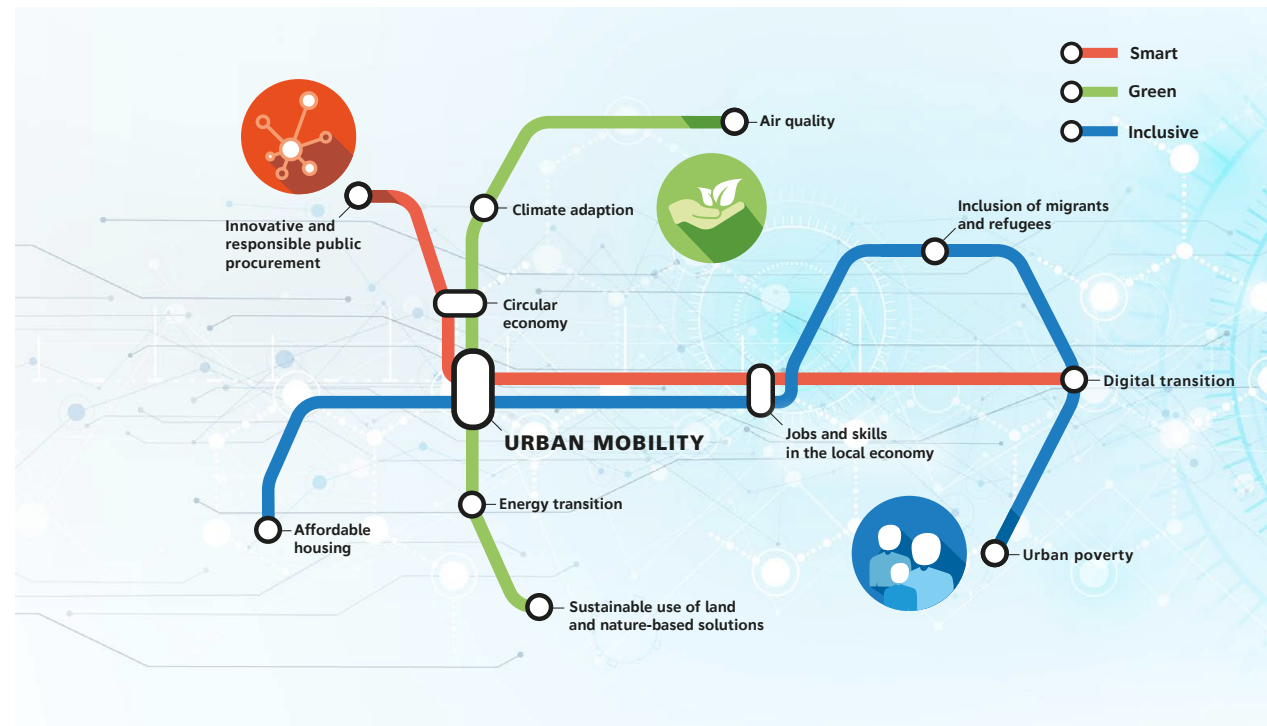 Smart
Green
Inclusive
Air quality
Climate adaption
Innovative and
responsible public
procurement
Inclusion of migrants
and refugees
Circular
economy
Digital transition
URBAN MOBILITY
Jobs and skills
in the local economy
Energy transition
Affordable
housing
Urban poverty
Sustainable use of land
and nature-based solutions